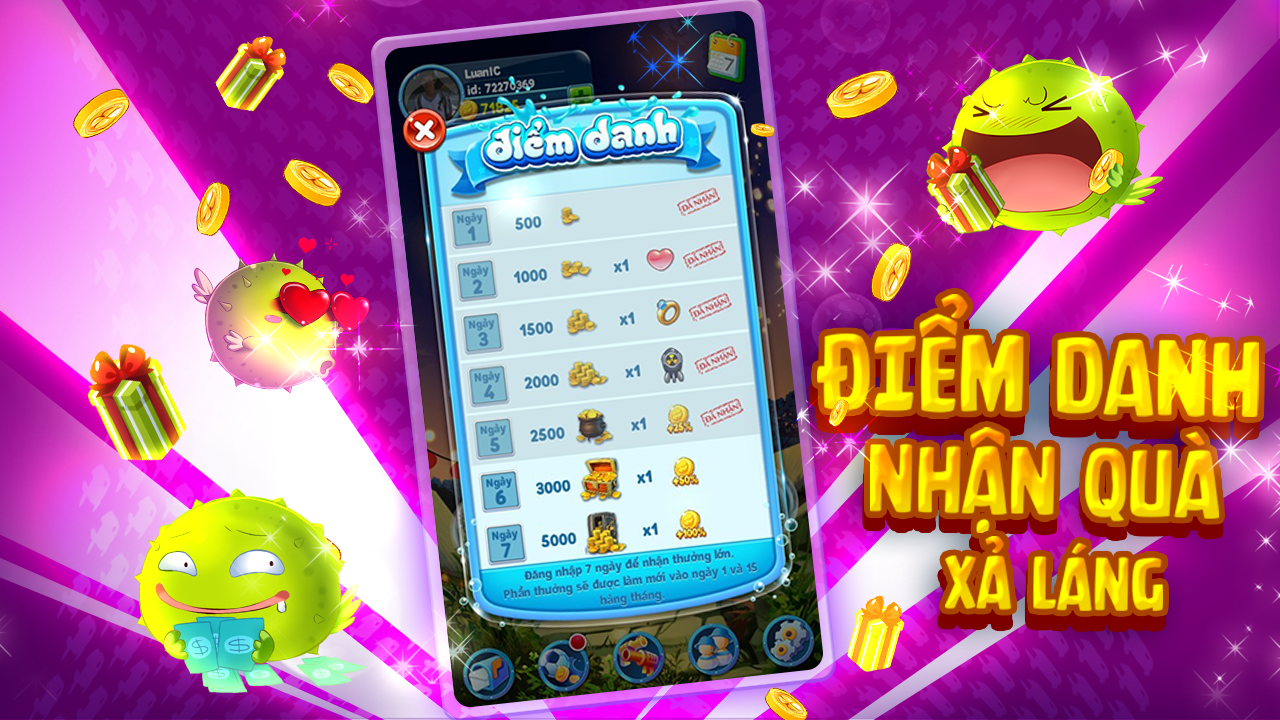 LuanIC
id: 72270369
điểm danh
Ngày 1 500 ĐÃ NHẬN
Ngày 2 1000 x1 ĐÃ NHẬN
Ngày 3 1500 x1 ĐÃ NHẬN
Ngày 4 2000 x1 ĐÃ NHẬN
Ngày 5 2500 x1 +25% ĐÃ NHẬN
Ngày 6 3000 x1 +50%
Ngày 7 5000 x1 +100%
Đăng nhập 7 ngày để nhận thưởng lớn.
Phần thưởng sẽ được làm mới vào ngày 1 và 15
hàng tháng.
7
ĐIỂM DANH
NHẬN QUÀ
XẢ LÁNG